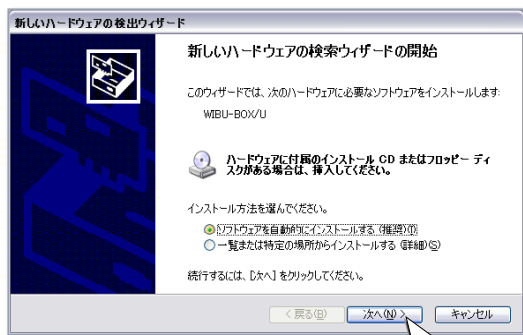 新しいハードウェアの検出ウィザード
新しいハードウェアの検索ウィザードの開始
このウィザードでは、次のハードウェアに必要なソフトウェアをインストールします:
WIBU-BOX/U
ハードウェアに付属のインストール CD またはフロッピー ディ
スクがある場合は、挿入してください。
インストール方法を選んでください。
ソフトウェアを自動的にインストールする (推奨)(I)
一覧または特定の場所からインストールする (詳細)(S)
続行するには、[次へ] をクリックしてください。
< 戻る(B) 次へ(N) > キャンセル